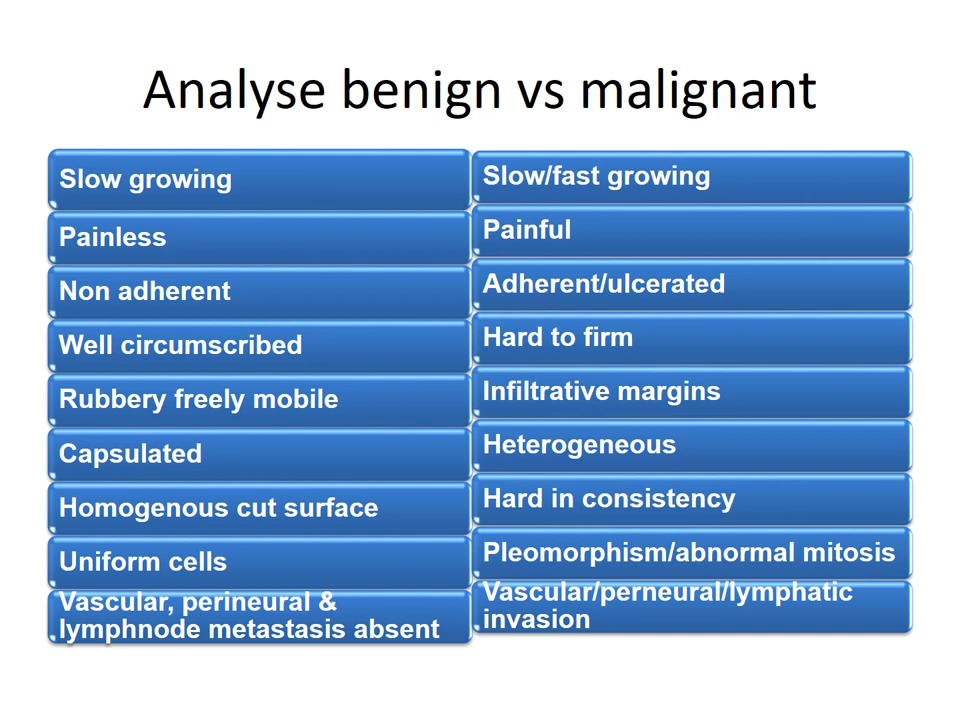 Analyse benign vs malignant
Slow growing
Painless
Non adherent
Well circumscribed
Rubbery freely mobile
Capsulated
Homogenous cut surface
Uniform cells
Vascular, perineural &
lymphnode metastasis absent
Slow/fast growing
Painful
Adherent/ulcerated
Hard to firm
Infiltrative margins
Heterogeneous
Hard in consistency
Pleomorphism/abnormal mitosis
Vascular/perneural/lymphatic
invasion